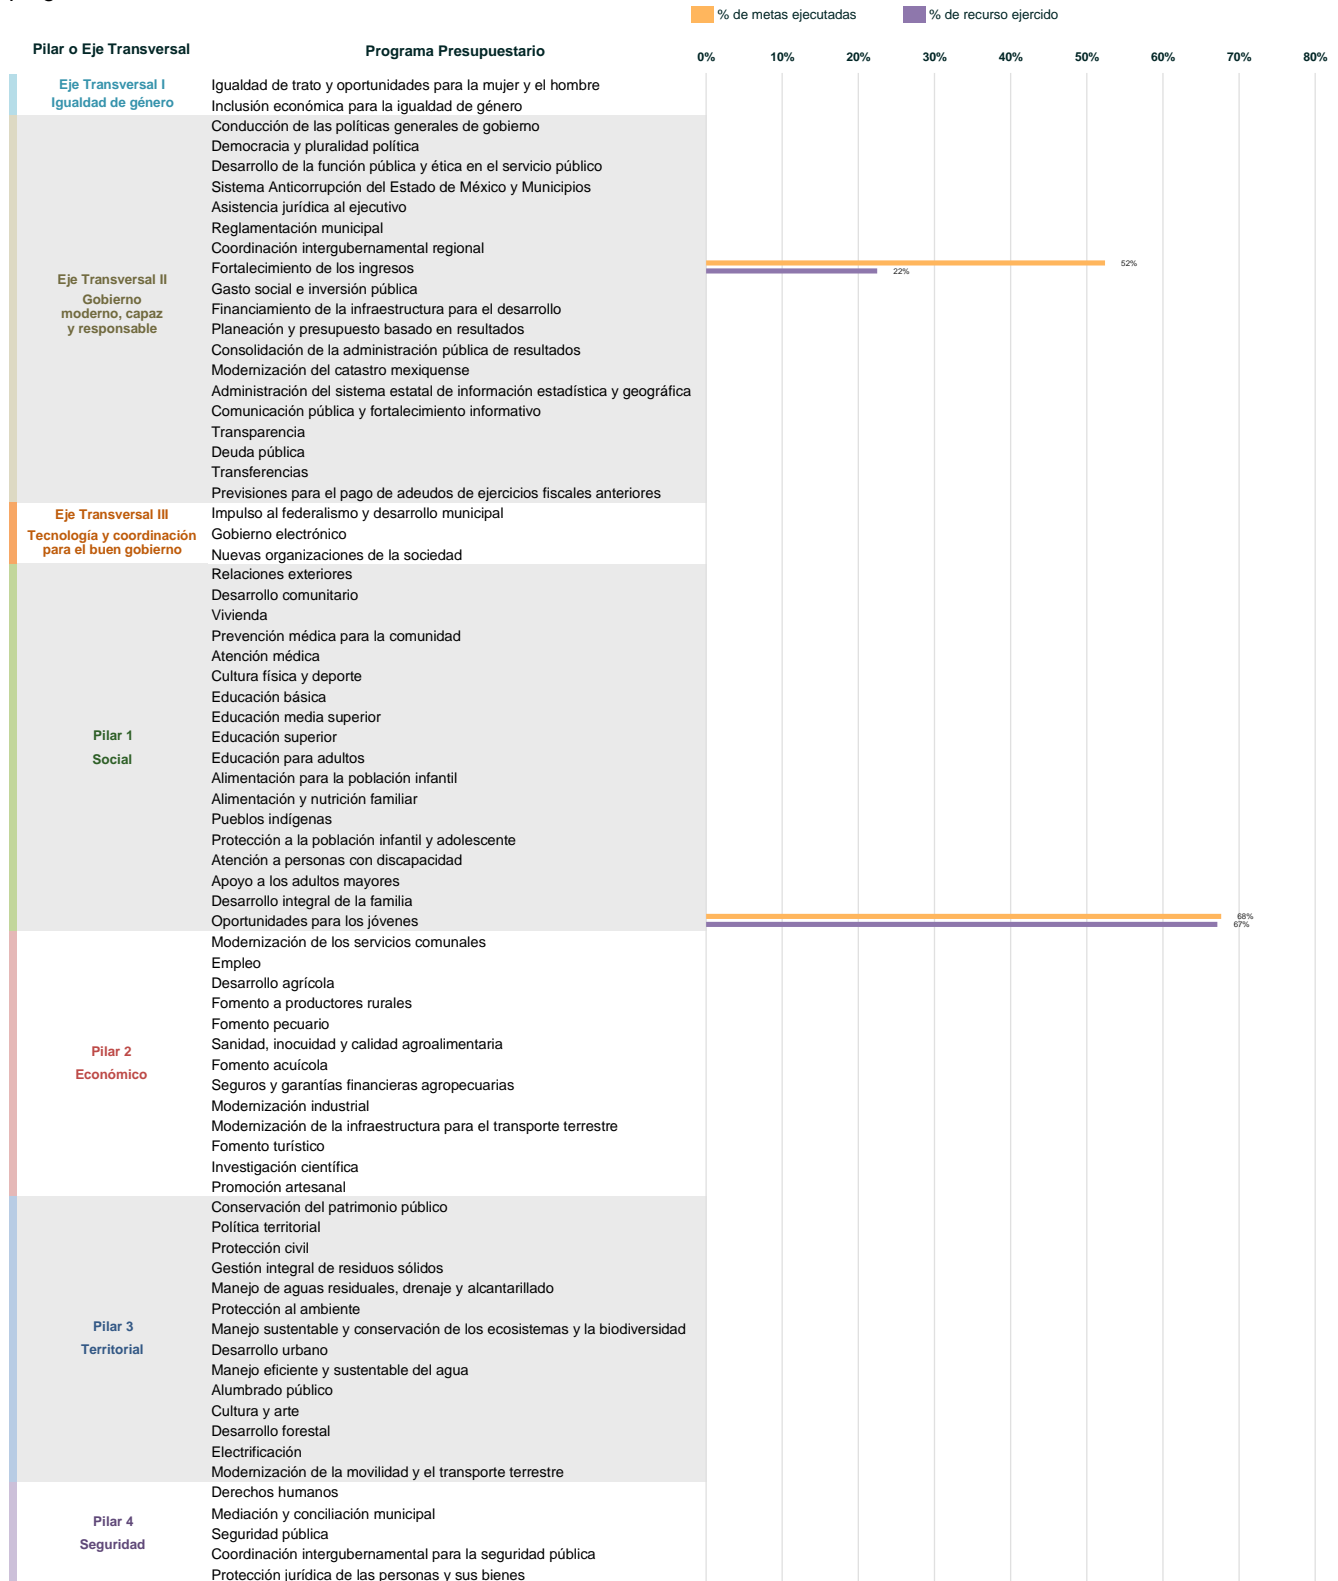 % de metas ejecutadas % de recurso ejercido
Pilar o Eje Transversal Programa Presupuestario 0% 10% 20% 30% 40% 50% 60% 70% 80%
Eje Transversal I
Igualdad de género
Igualdad de trato y oportunidades para la mujer y el hombre
Inclusión económica para la igualdad de género
Eje Transversal II
Gobierno
moderno, capaz
y responsable
Conducción de las políticas generales de gobierno
Democracia y pluralidad política
Desarrollo de la función pública y ética en el servicio público
Sistema Anticorrupción del Estado de México y Municipios
Asistencia jurídica al ejecutivo
Reglamentación municipal
Coordinación intergubernamental regional
Fortalecimiento de los ingresos
52%
22%
Gasto social e inversión pública
Financiamiento de la infraestructura para el desarrollo
Planeación y presupuesto basado en resultados
Consolidación de la administración pública de resultados
Modernización del catastro mexiquense
Administración del sistema estatal de información estadística y geográfica
Comunicación pública y fortalecimiento informativo
Transparencia
Deuda pública
Transferencias
Previsiones para el pago de adeudos de ejercicios fiscales anteriores
Eje Transversal III
Tecnología y coordinación
para el buen gobierno
Impulso al federalismo y desarrollo municipal
Gobierno electrónico
Nuevas organizaciones de la sociedad
Pilar 1
Social
Relaciones exteriores
Desarrollo comunitario
Vivienda
Prevención médica para la comunidad
Atención médica
Cultura física y deporte
Educación básica
Educación media superior
Educación superior
Educación para adultos
Alimentación para la población infantil
Alimentación y nutrición familiar
Pueblos indígenas
Protección a la población infantil y adolescente
Atención a personas con discapacidad
Apoyo a los adultos mayores
Desarrollo integral de la familia
Oportunidades para los jóvenes
68%
67%
Pilar 2
Económico
Modernización de los servicios comunales
Empleo
Desarrollo agrícola
Fomento a productores rurales
Fomento pecuario
Sanidad, inocuidad y calidad agroalimentaria
Fomento acuícola
Seguros y garantías financieras agropecuarias
Modernización industrial
Modernización de la infraestructura para el transporte terrestre
Fomento turístico
Investigación científica
Promoción artesanal
Pilar 3
Territorial
Conservación del patrimonio público
Política territorial
Protección civil
Gestión integral de residuos sólidos
Manejo de aguas residuales, drenaje y alcantarillado
Protección al ambiente
Manejo sustentable y conservación de los ecosistemas y la biodiversidad
Desarrollo urbano
Manejo eficiente y sustentable del agua
Alumbrado público
Cultura y arte
Desarrollo forestal
Electrificación
Modernización de la movilidad y el transporte terrestre
Pilar 4
Seguridad
Derechos humanos
Mediación y conciliación municipal
Seguridad pública
Coordinación intergubernamental para la seguridad pública
Protección jurídica de las personas y sus bienes